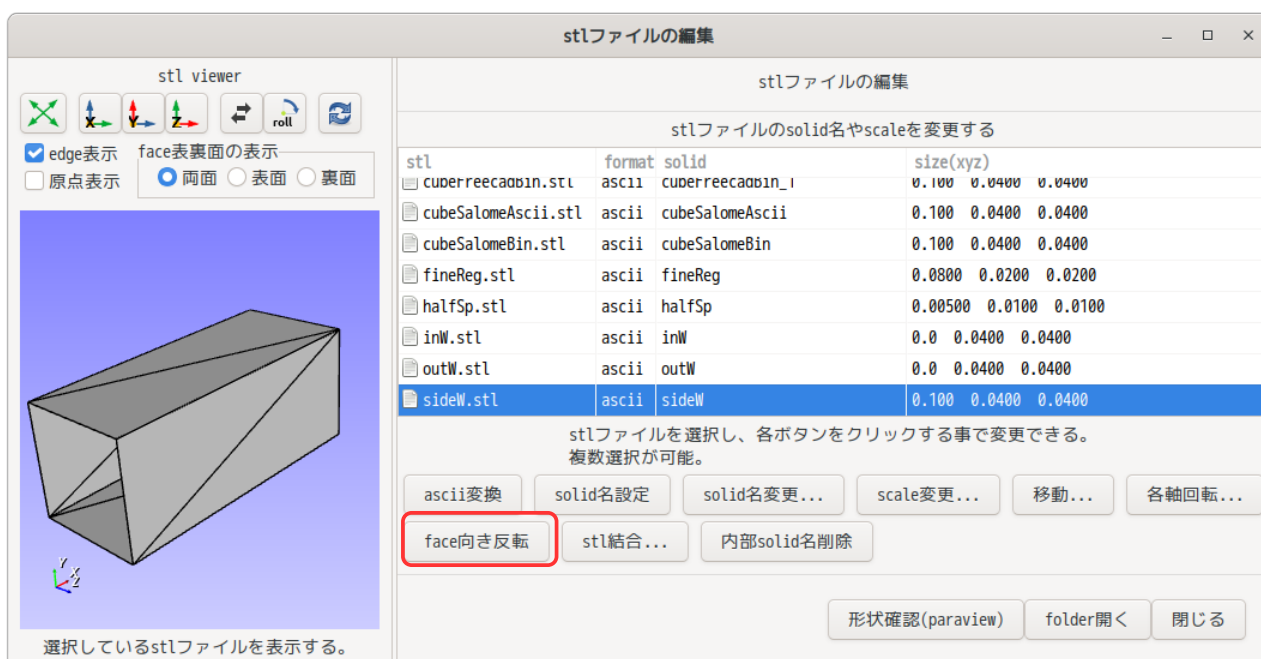 stlファイルの編集
stl viewer
roll
edge表示
face表裏面の表示
原点表示
両面 表面 裏面
Y
X
Z
選択しているstlファイルを表示する。
stlファイルの編集
stlファイルのsolid名やscaleを変更する
stl format solid size(xyz)
cubeFreecadBin.stl ascii cubeFreecadBin_T 0.100 0.0400 0.0400
cubeSalomeAscii.stl ascii cubeSalomeAscii 0.100 0.0400 0.0400
cubeSalomeBin.stl ascii cubeSalomeBin 0.100 0.0400 0.0400
fineReg.stl ascii fineReg 0.0800 0.0200 0.0200
halfSp.stl ascii halfSp 0.00500 0.0100 0.0100
inW.stl ascii inW 0.0 0.0400 0.0400
outW.stl ascii outW 0.0 0.0400 0.0400
sideW.stl ascii sideW 0.100 0.0400 0.0400
stlファイルを選択し、各ボタンをクリックする事で変更できる。
複数選択が可能。
ascii変換 solid名設定 solid名変更... scale変更... 移動... 各軸回転...
face向き反転 stl結合... 内部solid名削除
形状確認(paraview) folder開く 閉じる